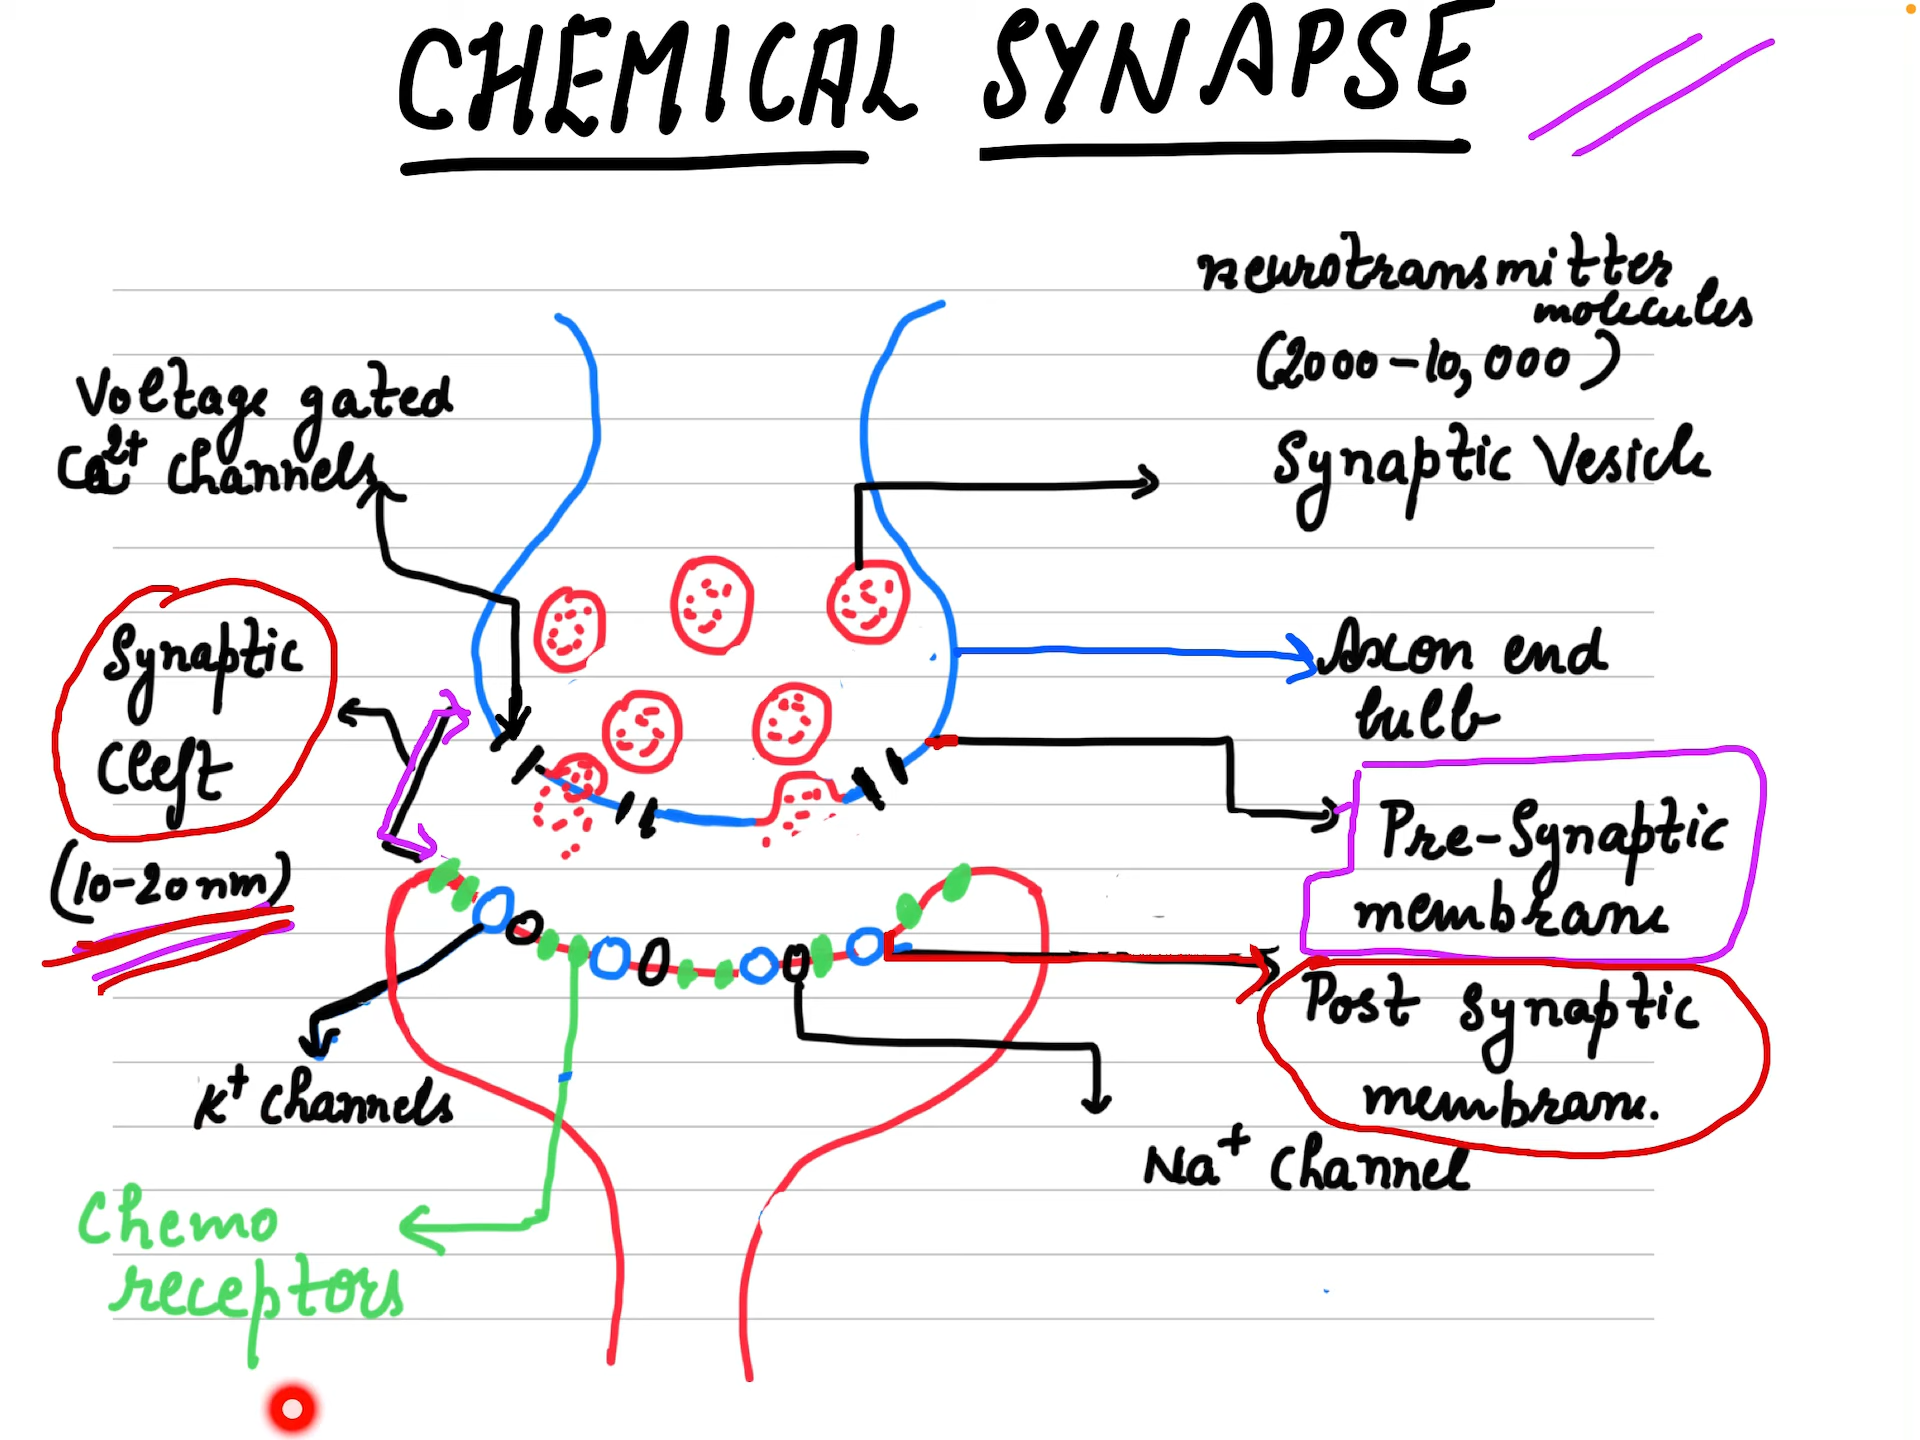 CHEMICAL SYNAPSE
neurotransmitter
molecules
(2000-10,000)
Synaptic Vesicle
Voltage gated
Ca2+ channels
Synaptic
Cleft
(10-20nm)
Axon end
bulb
Pre-Synaptic
membrane
Post Synaptic
membrane.
K+ channels
Na+ Channel
Chemo
receptors